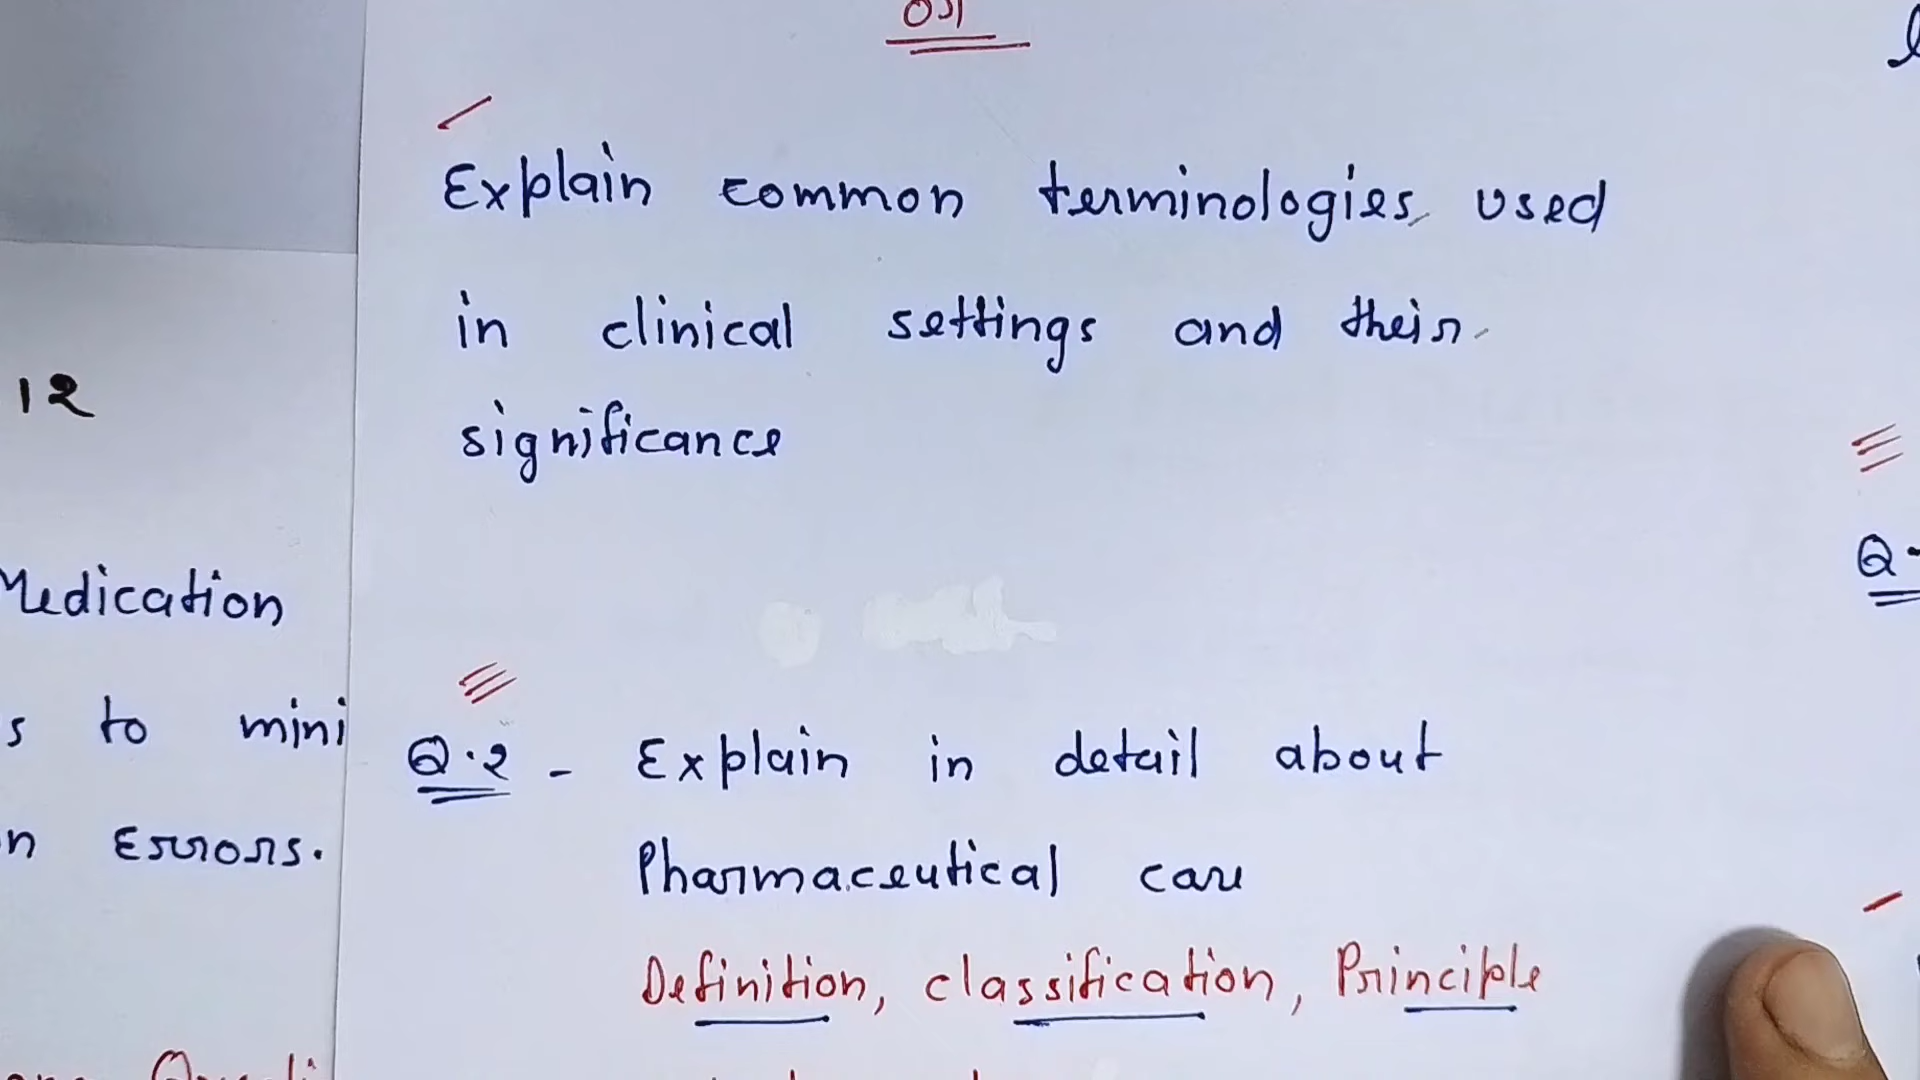 OR
Explain common terminologies used
in clinical settings and their
significance
Q.2 - Explain in detail about
Pharmaceutical care
Definition, classification, Principle
12
Medication
s to mini
n Errors.
Q.